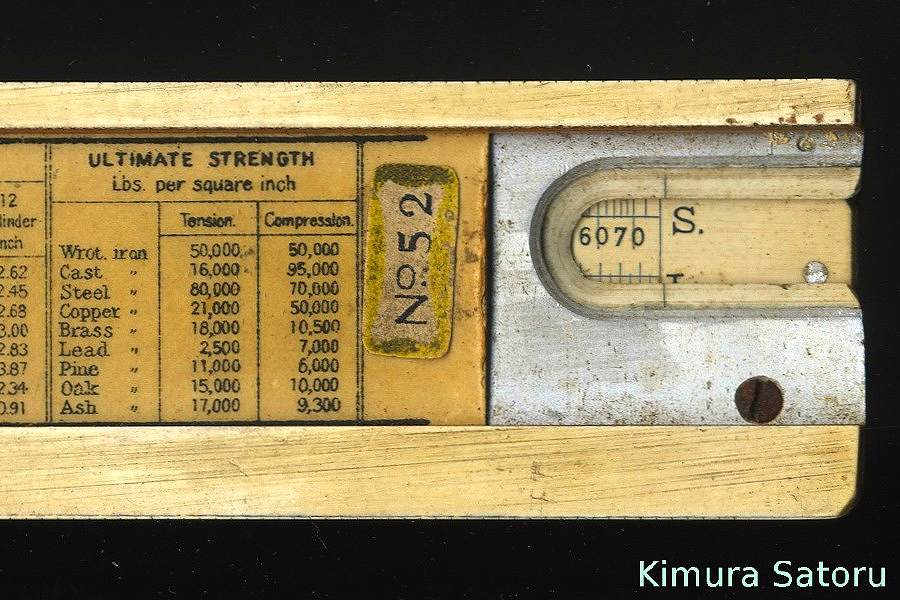 12
linder
nch
2.62
2.45
2.68
3.00
2.83
3.87
2.34
0.91
ULTIMATE STRENGTH
Lbs. per square inch
Tension. Compression.
Wrot. iron 50,000 50,000
Cast " 16,000 95,000
Steel " 80,000 70,000
Copper " 21,000 50,000
Brass " 18,000 10,500
Lead " 2,500 7,000
Pine " 11,000 6,000
Oak " 15,000 10,000
Ash " 17,000 9,300
No. 52
6070 S.
Kimura Satoru